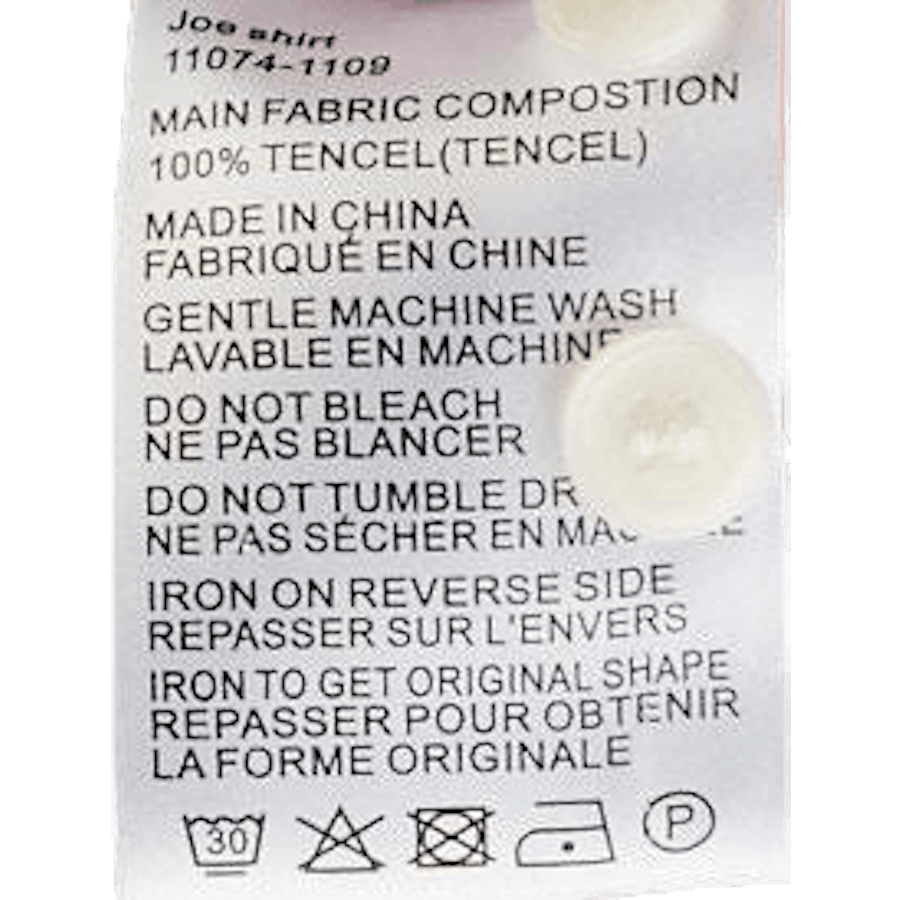 Joe shirt
11074-1109
MAIN FABRIC COMPOSTION
100% TENCEL(TENCEL)
MADE IN CHINA
FABRIQUÉ EN CHINE
GENTLE MACHINE WASH
LAVABLE EN MACHINE
DO NOT BLEACH
NE PAS BLANCER
DO NOT TUMBLE
NE PAS SÉCHER EN
IRON ON REVERSE SIDE
REPASSER SUR L'ENVERS
IRON TO GET ORIGINAL SHAPE
REPASSER POUR OBTENIR
LA FORME ORIGINALE
30 P